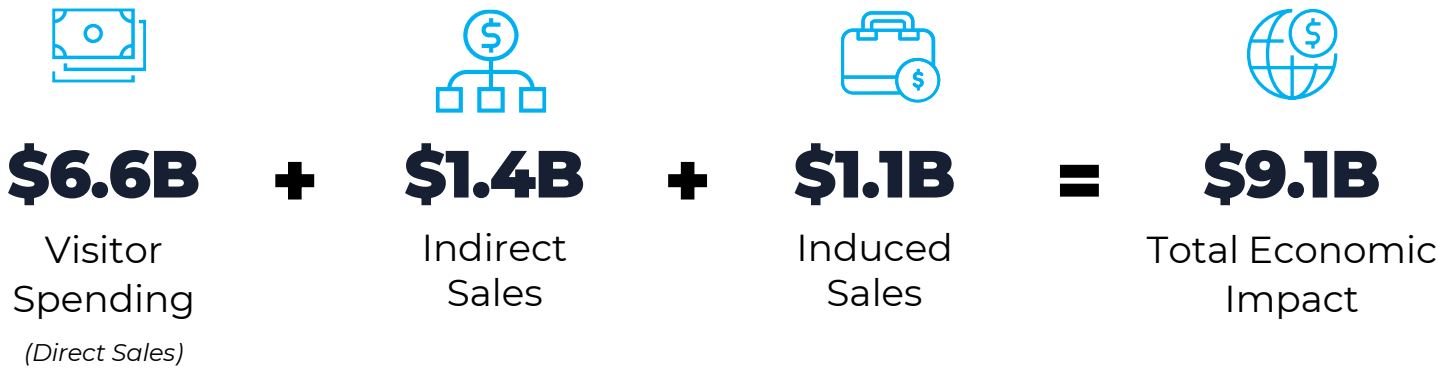 $6.6B + $1.4B + $1.1B = $9.1B
Visitor
Spending
(Direct Sales)
Indirect
Sales
Induced
Sales
Total Economic
Impact